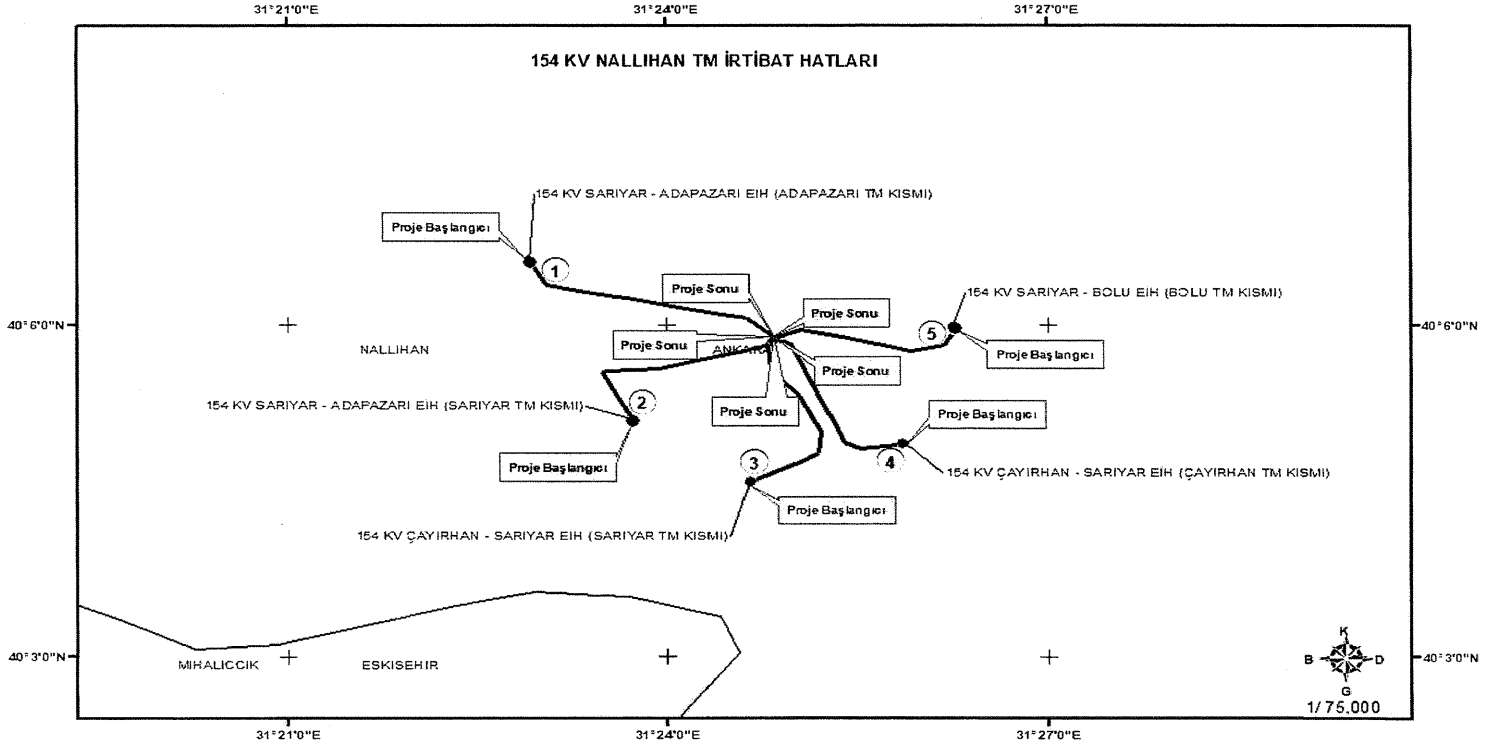 31°21'0"E
31°24'0"E
31°27'0"E
154 KV NALLIHAN TM İRTİBAT HATLARI
154 KV SARIYAR - ADAPAZARI EİH (ADAPAZARI TM KISMI)
Proje Başlangıcı
1
Proje Sonu
154 KV SARIYAR - BOLU EİH (BOLU TM KISMI)
Proje Sonu
40°6'0"N
5
40°6'0"N
Proje Sonu
NALLIHAN
ANKARA
Proje Başlangıcı
Proje Sonu
2
154 KV SARIYAR - ADAPAZARI EİH (SARIYAR TM KISMI)
Proje Sonu
Proje Başlangıcı
Proje Başlangıcı
3
4
154 KV ÇAYIRHAN - SARIYAR EİH (ÇAYIRHAN TM KISMI)
Proje Başlangıcı
154 KV ÇAYIRHAN - SARIYAR EİH (SARIYAR TM KISMI)
K
40°3'0"N
MIHALICCIK
ESKISEHIR
B
D
40°3'0"N
G
1/75,000
31°21'0"E
31°24'0"E
31°27'0"E